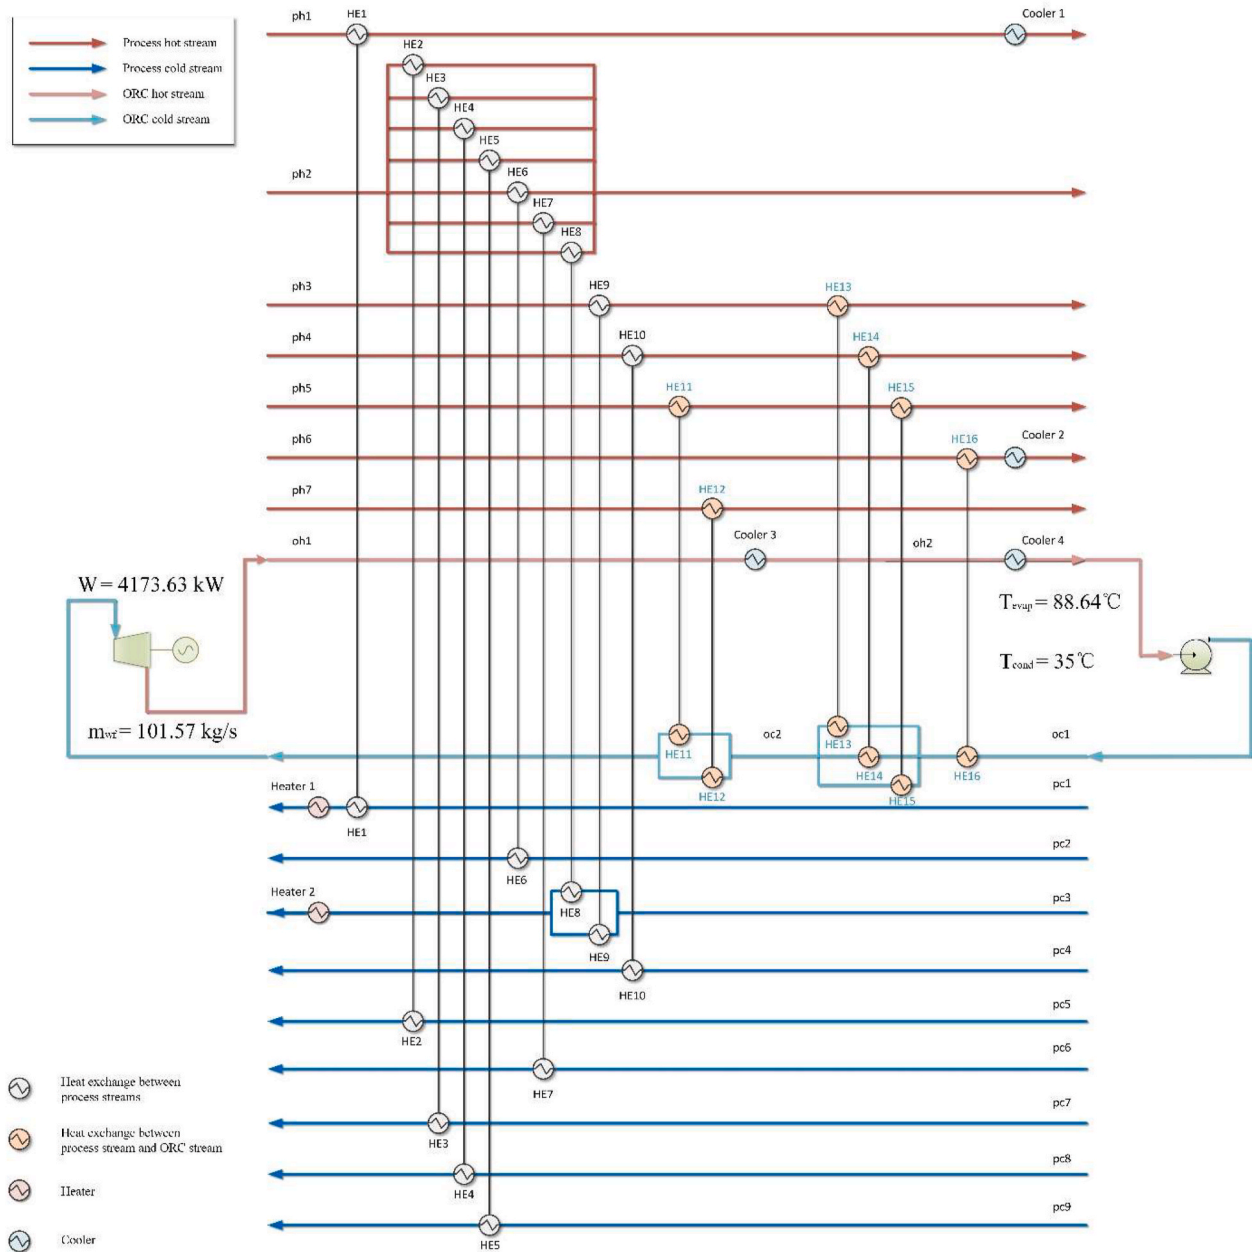 ph1
HE1
Cooler 1
Process hot stream
Process cold stream
ORC hot stream
ORC cold stream
HE2
HE3
HE4
HE5
ph2
HE6
HE7
HE8
ph3
HE9
HE13
ph4
HE10
HE14
ph5
HE11
HE15
ph6
HE16
Cooler 2
ph7
HE12
oh1
Cooler 3
oh2
Cooler 4
W = 4173.63 kW
Tevap = 88.64℃
Tcond = 35℃
mwf = 101.57 kg/s
HE11
oc2
HE13
HE14
HE16
oc1
HE12
HE15
Heater 1
HE1
pc1
HE6
pc2
Heater 2
HE8
pc3
HE9
pc4
HE10
pc5
HE2
pc6
HE7
Heat exchange between
process streams
pc7
HE3
Heat exchange between
process stream and ORC stream
pc8
HE4
Heater
pc9
HE5
Cooler